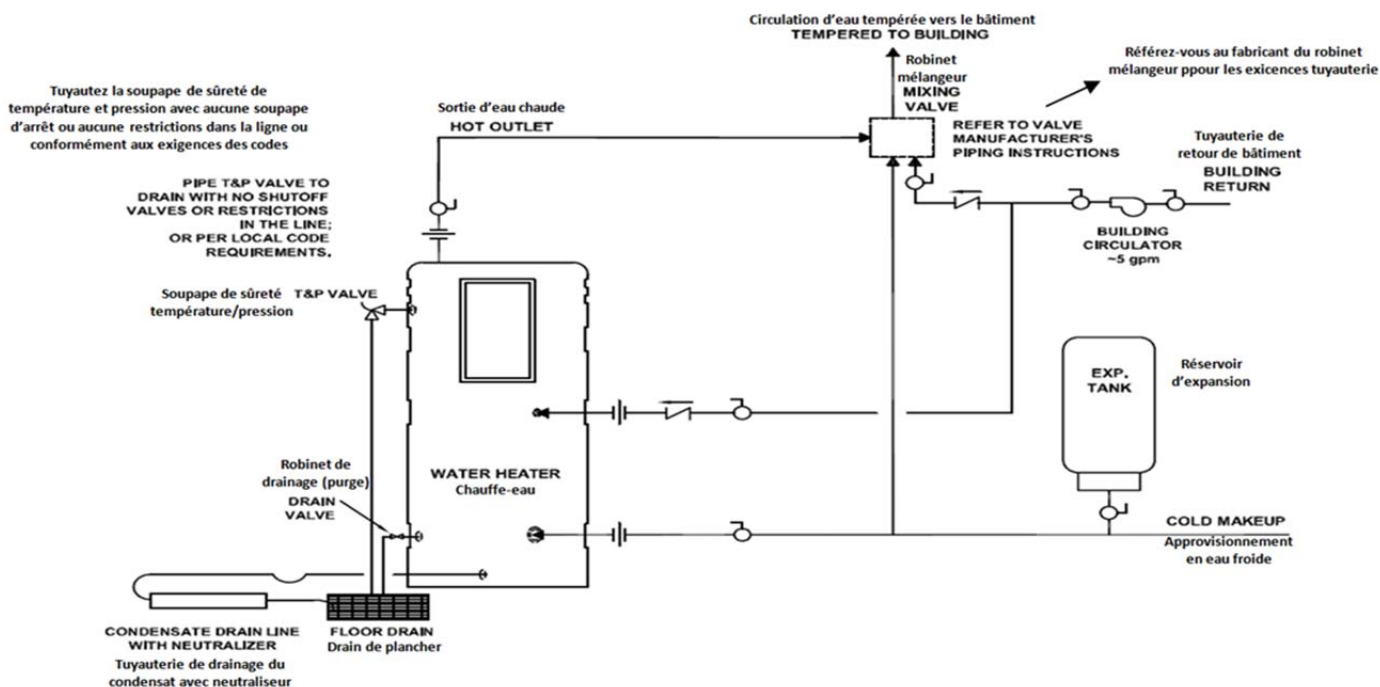 Circulation d'eau tempérée vers le bâtiment
TEMPERED TO BUILDING
Robinet
mélangeur
MIXING
VALVE
Référez-vous au fabricant du robinet
mélangeur ppour les exicences tuyauterie
Tuyautez la soupape de sûreté de
température et pression avec aucune soupape
d'arrêt ou aucune restrictions dans la ligne ou
conformément aux exigences des codes
Sortie d'eau chaude
HOT OUTLET
REFER TO VALVE
MANUFACTURER'S
PIPING INSTRUCTIONS
Tuyauterie de
retour de bâtiment
BUILDING
RETURN
PIPE T&P VALVE TO
DRAIN WITH NO SHUTOFF
VALVES OR RESTRICTIONS
IN THE LINE;
OR PER LOCAL CODE
REQUIREMENTS.
BUILDING
CIRCULATOR
~5 gpm
Soupape de sûreté
température/pression
T&P VALVE
EXP.
TANK
Réservoir
d'expansion
Robinet de
drainage (purge)
DRAIN
VALVE
WATER HEATER
Chauffe-eau
COLD MAKEUP
Approvisionnement
en eau froide
CONDENSATE DRAIN LINE
WITH NEUTRALIZER
Tuyauterie de drainage du
condensat avec neutraliseur
FLOOR DRAIN
Drain de plancher